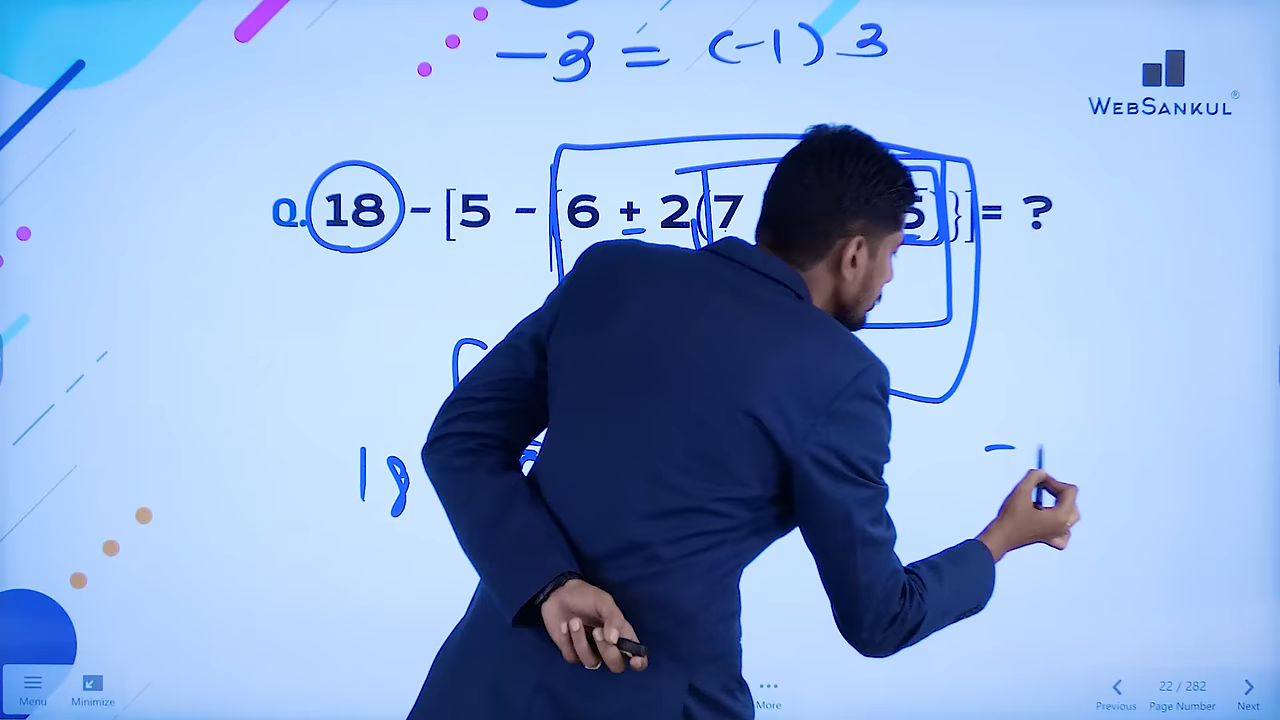 -3 = (-1) 3
WEBSANKUL®
Q. 18 - [5 - {6 ± 2(7 5)}] = ?
18
-
Menu Minimize More Previous 22 / 282 Page Number Next